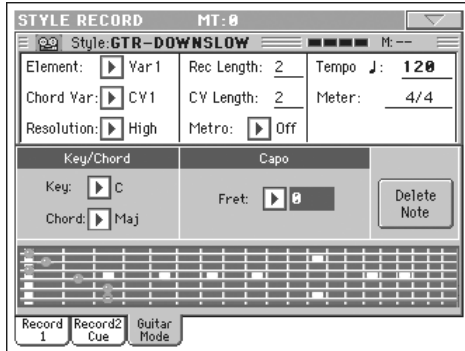 STYLE RECORD MT:0
Style:GTR-DOWNSLOW M:--
Element: Var1 Rec Length: 2 Tempo ♩: 120
Chord Var: CV1 CV Length: 2 Meter: 4/4
Resolution: High Metro: Off
Key/Chord Capo
Key: C
Fret: 0
Chord: Maj
Delete
Note
Record
1
Record2
Cue
Guitar
Mode